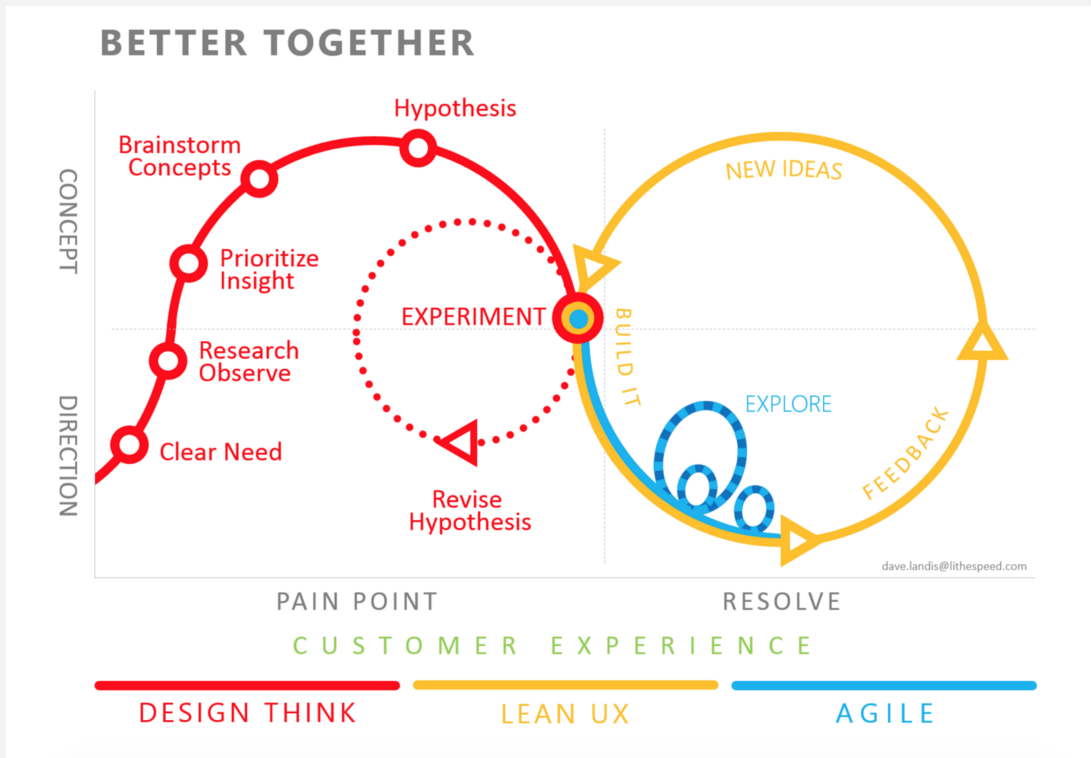 BETTER TOGETHER
Hypothesis
Brainstorm
Concepts
NEW IDEAS
CONCEPT
Prioritize
Insight
EXPERIMENT
BUILD IT
Research
Observe
EXPLORE
DIRECTION
FEEDBACK
Clear Need
Revise
Hypothesis
dave.landis@lithespeed.com
PAIN POINT
RESOLVE
CUSTOMER EXPERIENCE
DESIGN THINK
LEAN UX
AGILE